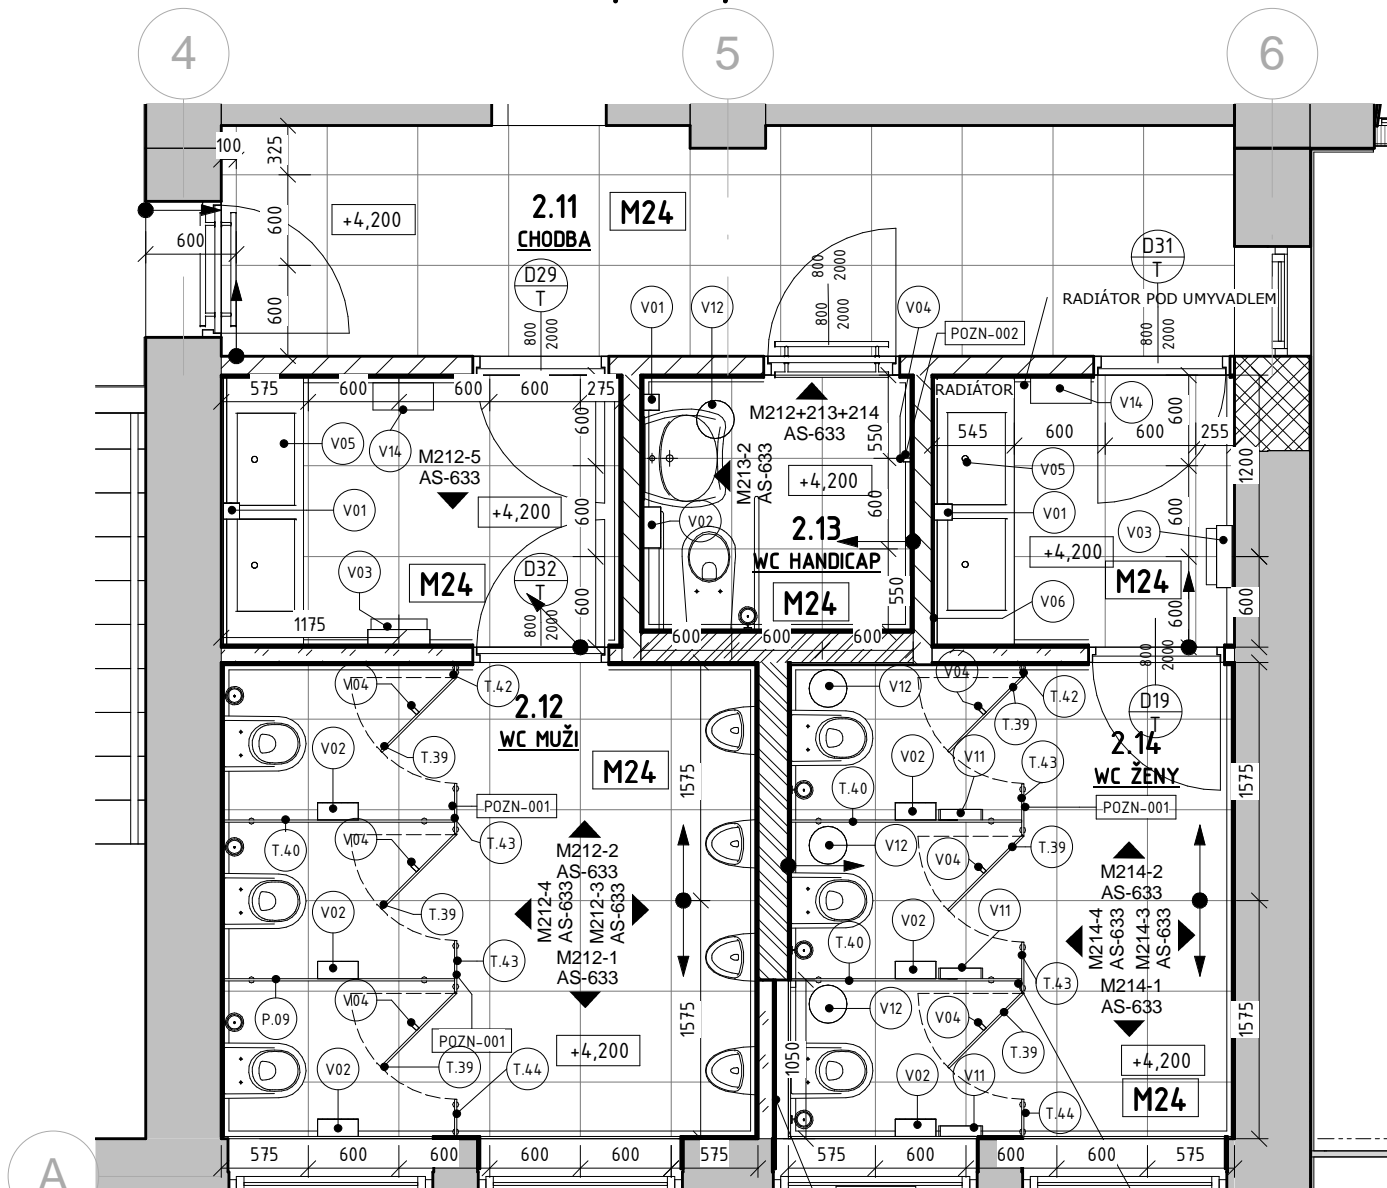 4
5
6
100
325
600
600
600
+4,200
2.11
CHODBA
M24
D29
T
800
2000
V01
V12
800
2000
800
2000
V04
POZN-002
D31
T
RADIÁTOR POD UMYVADLEM
800
2000
575
600
600
600
275
V05
V14
M212-5
AS-633
V01
+4,200
600
600
600
V03
M24
D32
T
800
2000
1175
M212+213+214
AS-633
M213-2
AS-633
550
+4,200
600
V02
2.13
WC HANDICAP
550
M24
600
600
600
RADIÁTOR
V14
545
600
600
255
600
V05
V01
600
V03
+4,200
M24
V06
600
800
2000
1200
600
V04
T.42
2.12
WC MUŽI
V02
T.39
M24
1575
POZN-001
T.40
V04
T.43
M212-2
AS-633
M212-4
AS-633
M212-3
AS-633
M212-1
AS-633
V02
T.39
T.43
P.09
V04
POZN-001
1575
+4,200
V02
T.39
T.44
V12
V04
T.42
T.39
D19
T
2.14
WC ŽENY
V02
V11
T.43
T.40
POZN-001
1575
V12
V04
T.39
M214-2
AS-633
M214-4
AS-633
M214-3
AS-633
M214-1
AS-633
V02
V11
T.40
T.43
V12
V04
1575
T.39
+4,200
1050
V02
V11
M24
T.44
575
600
600
600
600
575
575
600
600
600
575
A